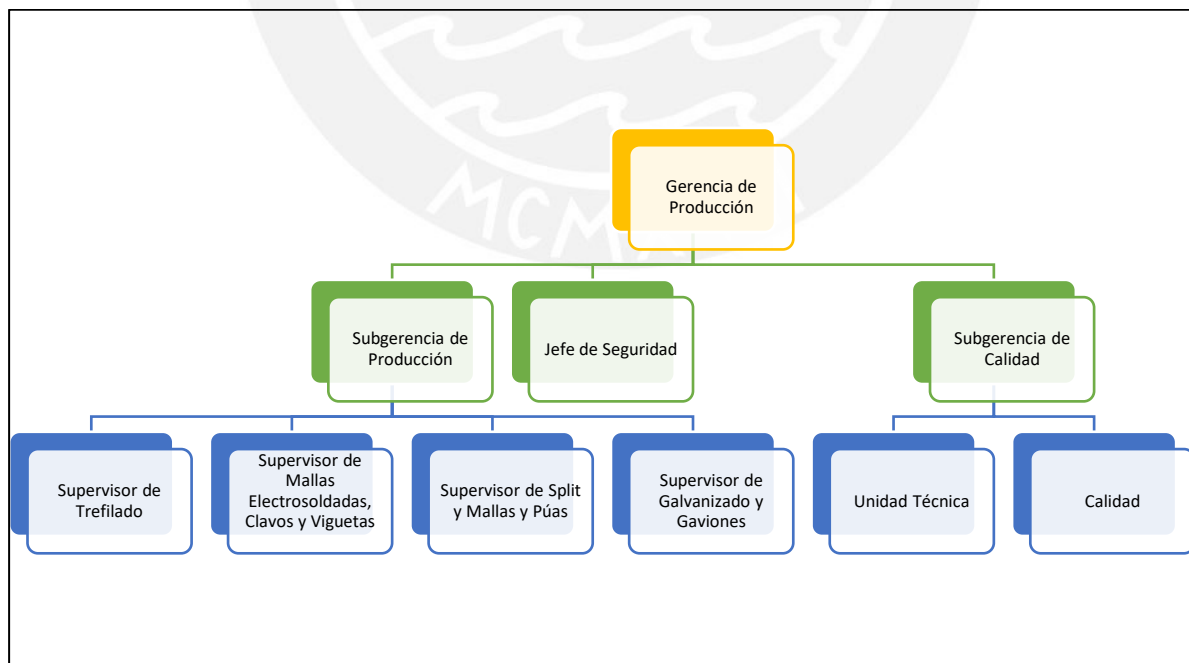 MCM
Gerencia de
Producción
Subgerencia de
Producción
Jefe de Seguridad
Subgerencia de
Calidad
Supervisor de
Trefilado
Supervisor de
Mallas
Electrosoldadas,
Clavos y Viguetas
Supervisor de Split
y Mallas y Púas
Supervisor de
Galvanizado y
Gaviones
Unidad Técnica
Calidad